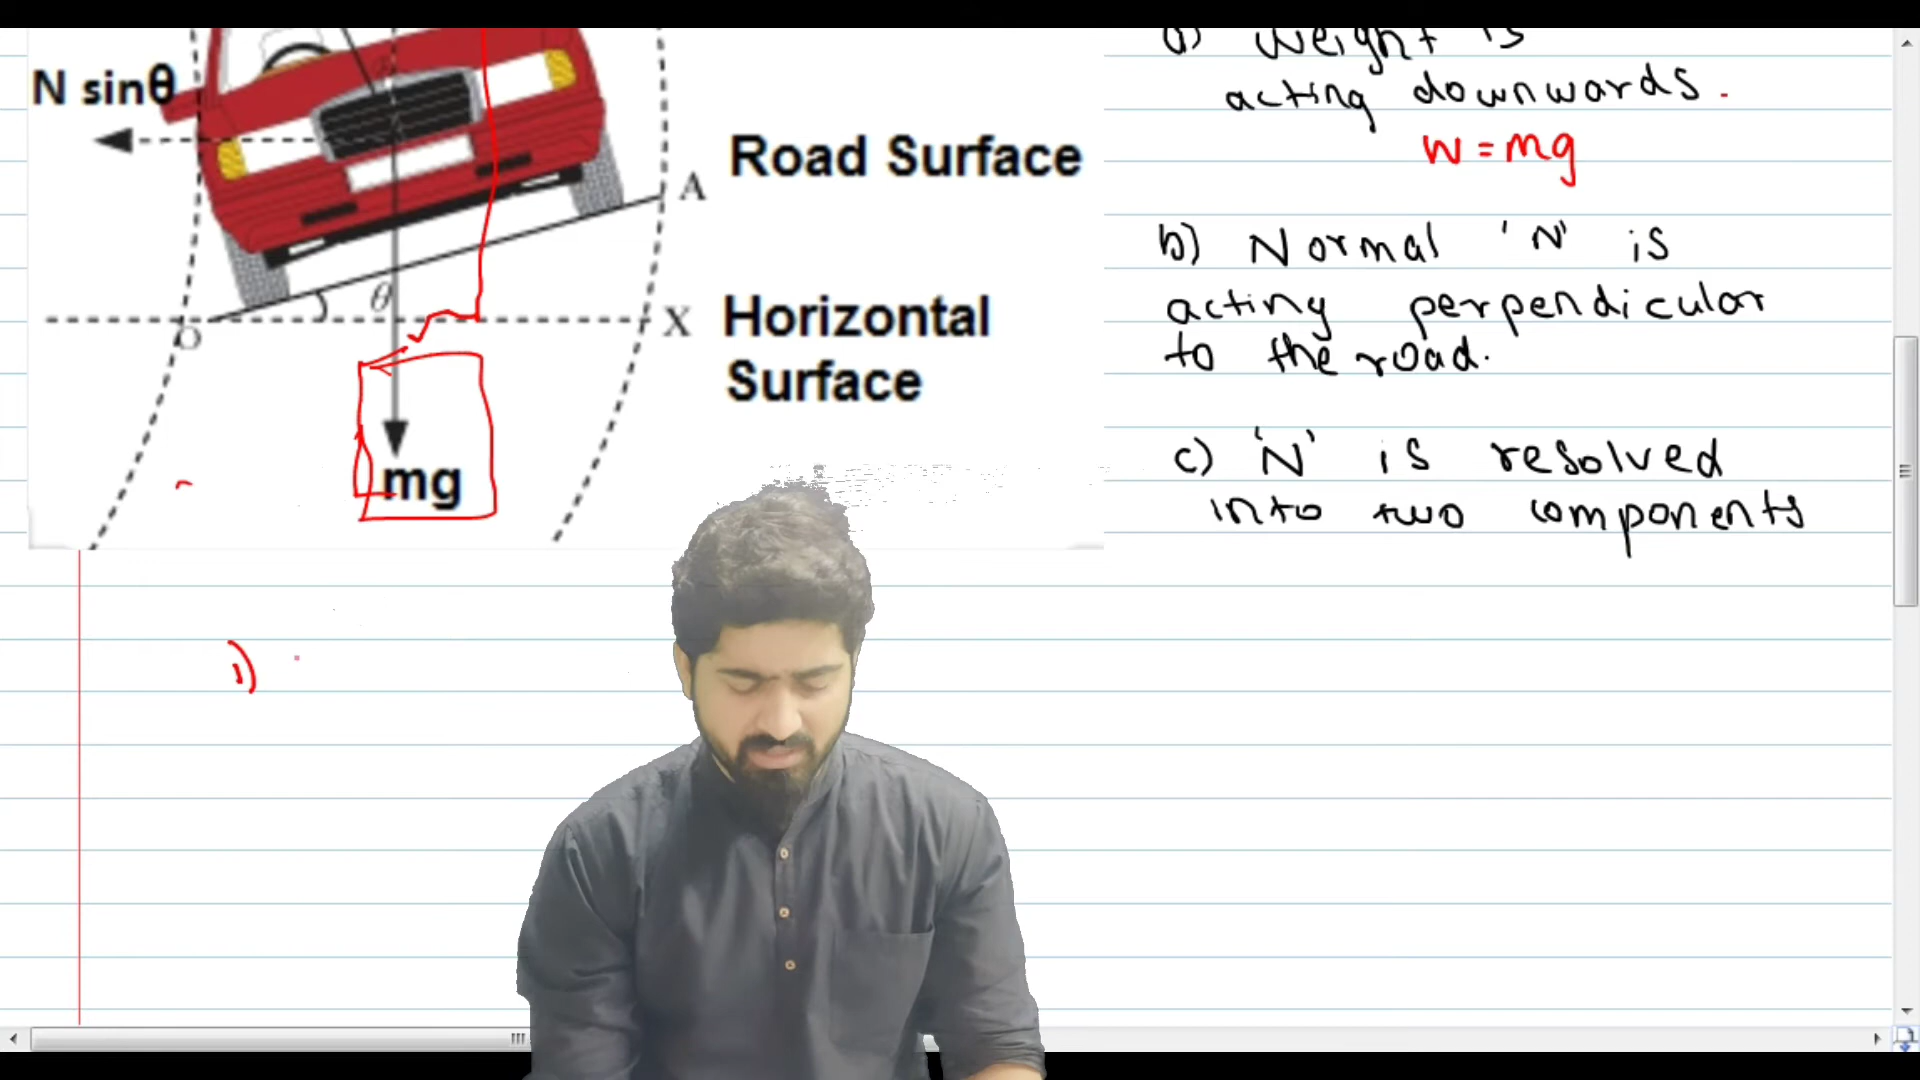 N sinθ
Road Surface
A
θ
O
X
Horizontal
Surface
mg
1)
a) Weight is
acting downwards.
W = mg
b) Normal 'N' is
acting perpendicular
to the road.
c) 'N' is resolved
into two components